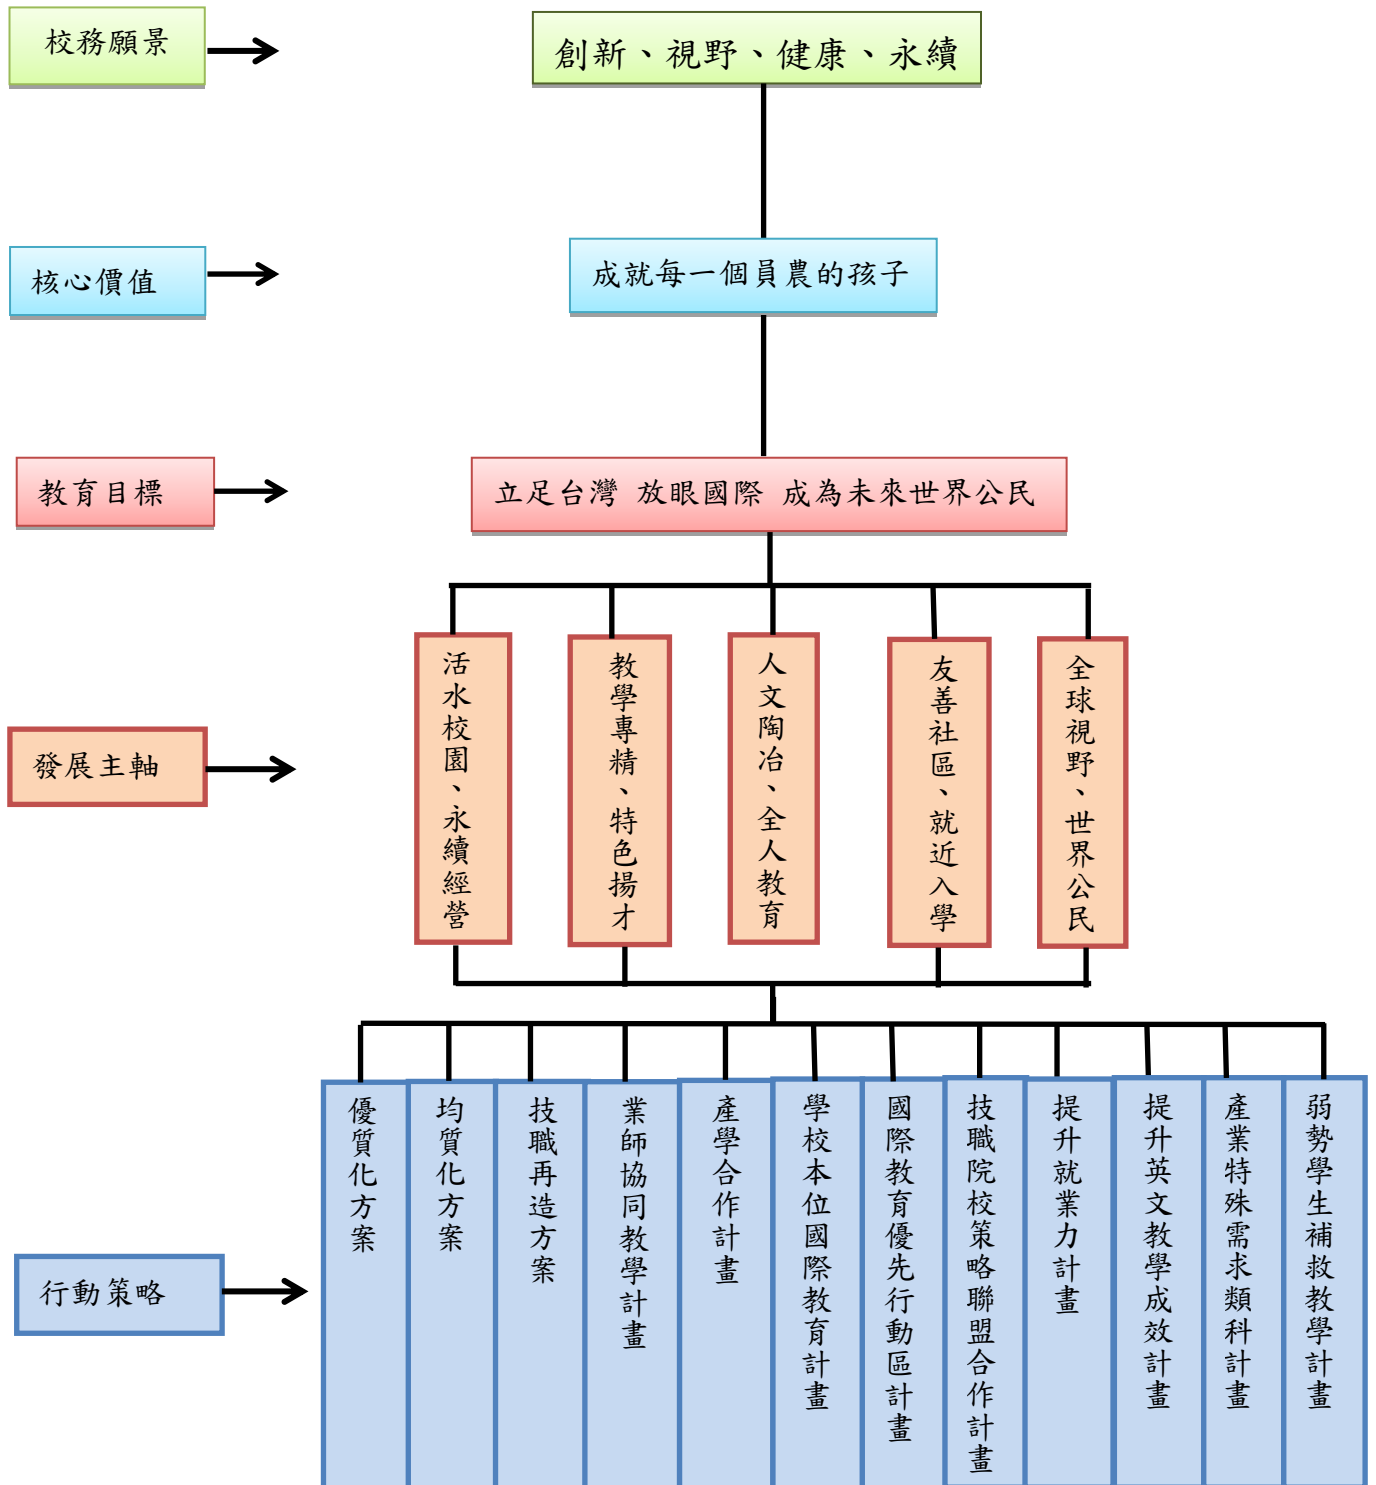 校務願景
創新、視野、健康、永續
核心價值
成就每一個員農的孩子
教育目標
立足台灣 放眼國際 成為未來世界公民
發展主軸
活水校園、永續經營
教學專精、特色揚才
人文陶冶、全人教育
友善社區、就近入學
全球視野、世界公民
行動策略
優質化方案
均質化方案
技職再造方案
業師協同教學計畫
產學合作計畫
學校本位國際教育計畫
國際教育優先行動區計畫
技職院校策略聯盟合作計畫
提升就業力計畫
提升英文教學成效計畫
產業特殊需求類科計畫
弱勢學生補救教學計畫